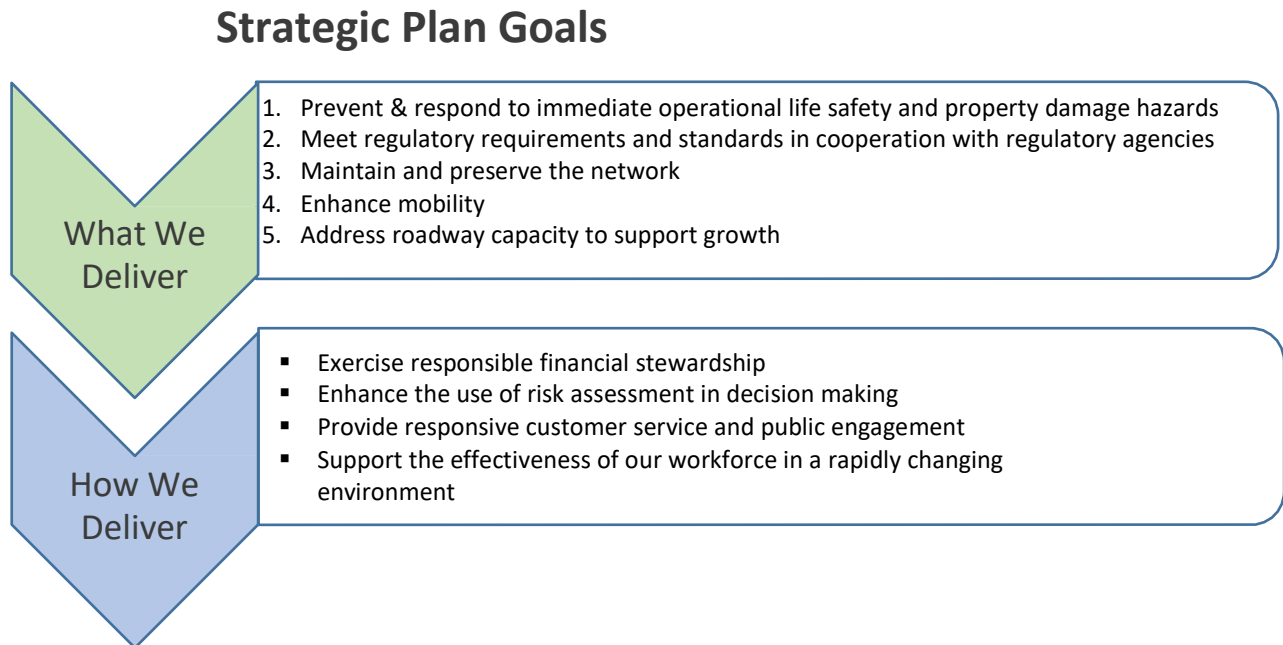 Strategic Plan Goals
What We
Deliver
1. Prevent & respond to immediate operational life safety and property damage hazards
2. Meet regulatory requirements and standards in cooperation with regulatory agencies
3. Maintain and preserve the network
4. Enhance mobility
5. Address roadway capacity to support growth
How We
Deliver
▪ Exercise responsible financial stewardship
▪ Enhance the use of risk assessment in decision making
▪ Provide responsive customer service and public engagement
▪ Support the effectiveness of our workforce in a rapidly changing
environment